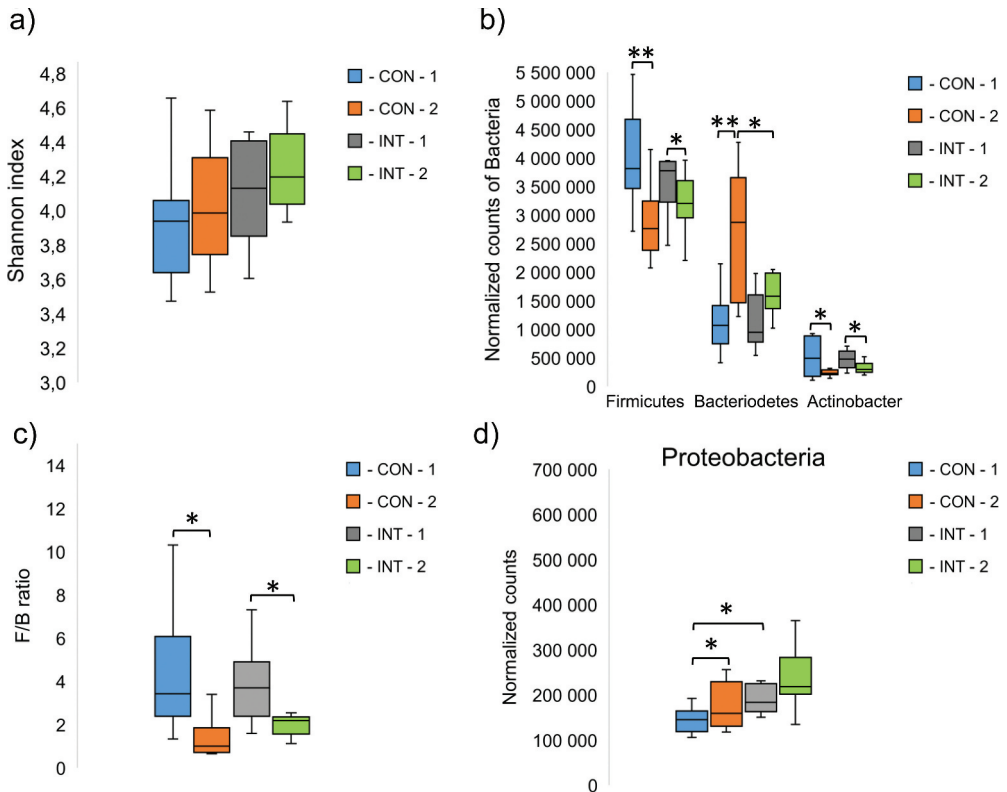 a)
Shannon index
4,8
4,6
4,4
4,2
4,0
3,8
3,6
3,4
3,2
3,0
- CON - 1
- CON - 2
- INT - 1
- INT - 2
b)
Normalized counts of Bacteria
5 500 000
5 000 000
4 500 000
4 000 000
3 500 000
3 000 000
2 500 000
2 000 000
1 500 000
1 000 000
500 000
0
**
*
**
*
*
*
Firmicutes
Bacteriodetes
Actinobacter
- CON - 1
- CON - 2
- INT - 1
- INT - 2
c)
F/B ratio
14
12
10
8
6
4
2
0
*
*
- CON - 1
- CON - 2
- INT - 1
- INT - 2
d)
Proteobacteria
Normalized counts
700 000
600 000
500 000
400 000
300 000
200 000
100 000
0
*
*
- CON - 1
- CON - 2
- INT - 1
- INT - 2